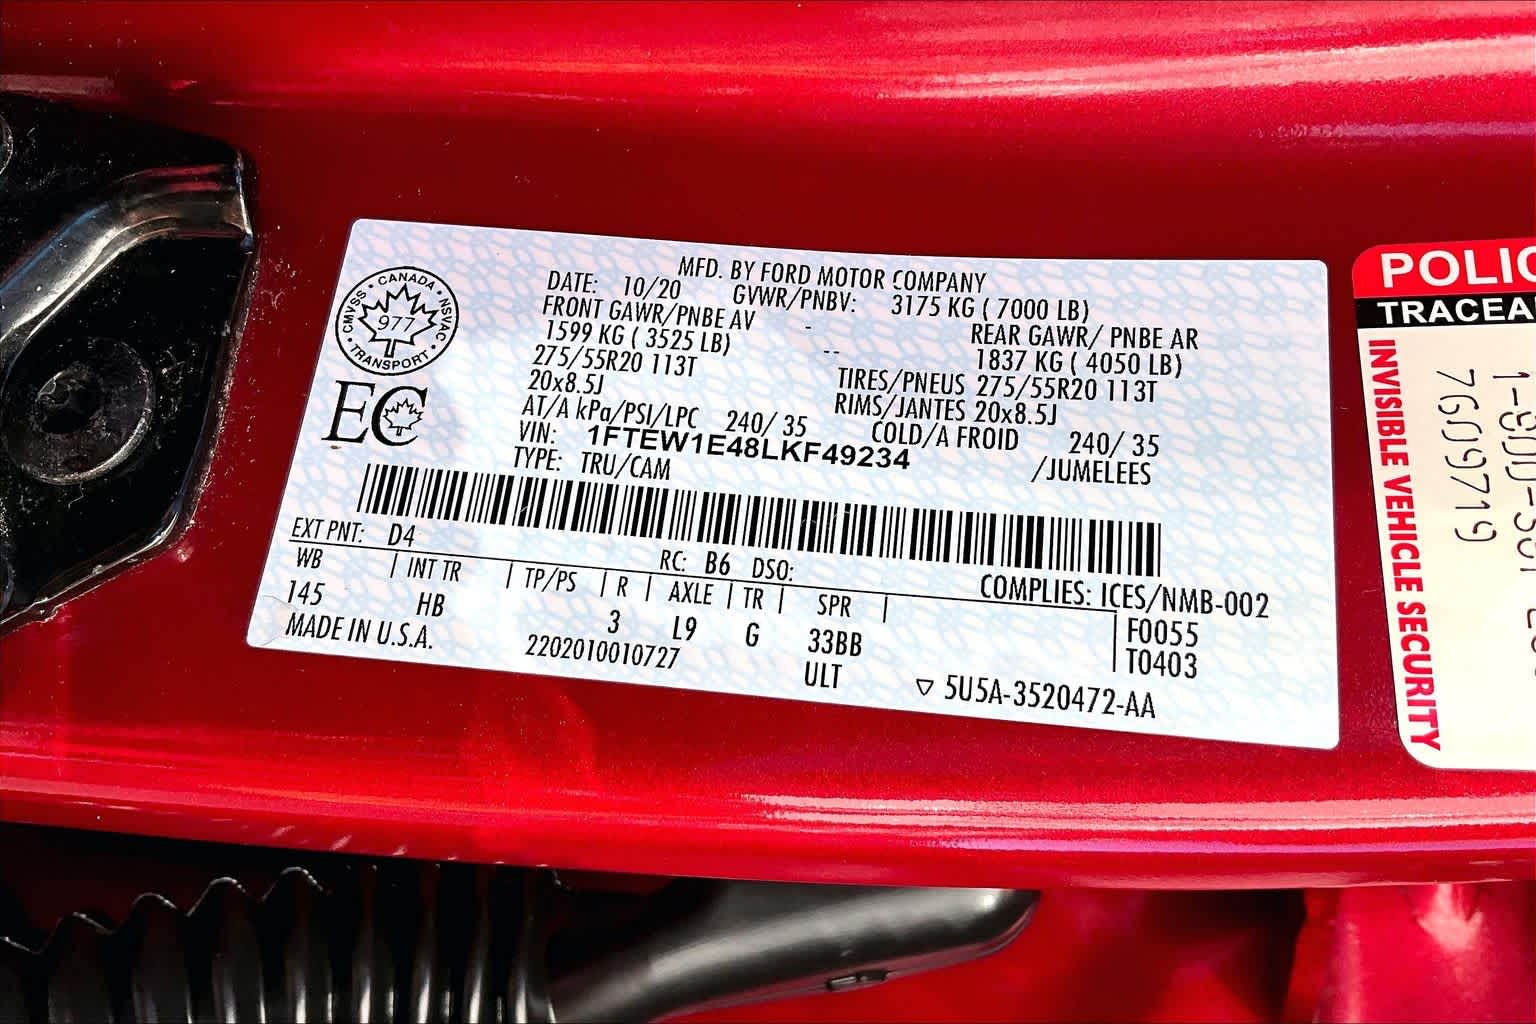 MFD. BY FORD MOTOR COMPANY
DATE: 10/20 GVWR/PNBV: 3175 KG ( 7000 LB)
FRONT GAWR/PNBE AV - REAR GAWR/ PNBE AR
1599 KG ( 3525 LB) -- 1837 KG ( 4050 LB)
275/55R20 113T TIRES/PNEUS 275/55R20 113T
20x8.5J RIMS/JANTES 20x8.5J
AT/A kPa/PSI/LPC 240/ 35 COLD/A FROID 240/ 35
VIN: 1FTEW1E48LKF49234 /JUMELEES
TYPE: TRU/CAM
CANADA
NSVAC
TRANSPORT
CMVSS
977
EC
EXT PNT: D4 RC: B6 DSO:
COMPLIES: ICES/NMB-002
WB | INT TR | TP/PS | R | AXLE | TR | SPR |
145 HB 3 L9 G 33BB
F0055
T0403
MADE IN U.S.A. 2202010010727 ULT
▽ 5U5A-3520472-AA
POLIC
TRACEA
INVISIBLE VEHICLE SECURITY
7609719